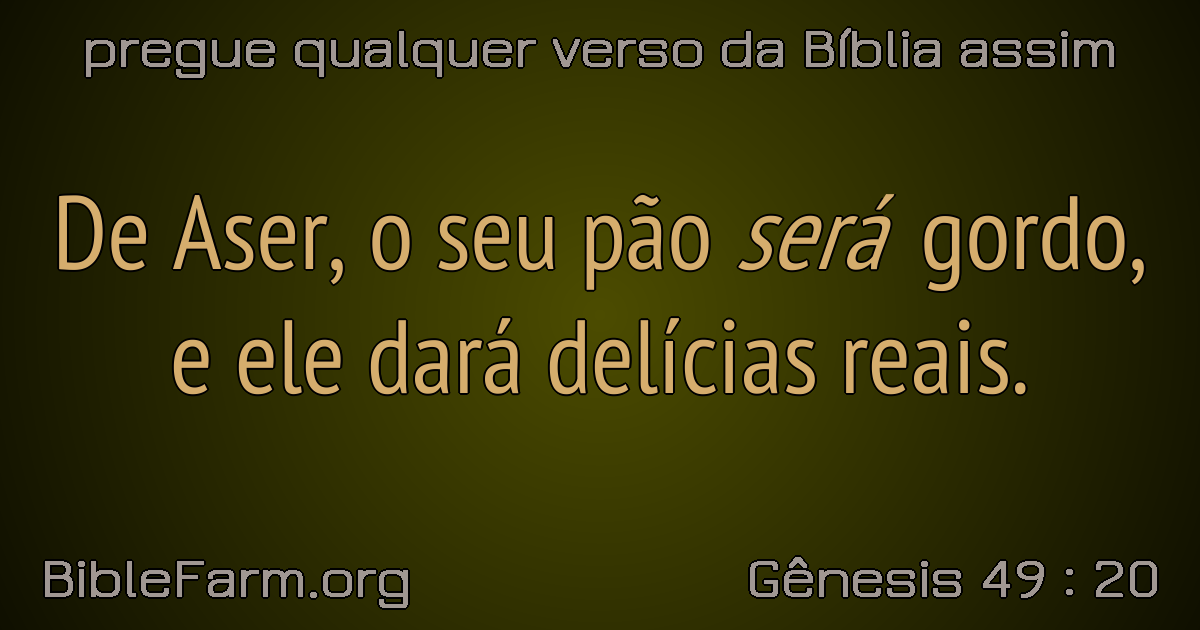 pregue qualquer verso da Bíblia assim
De Aser, o seu pão será gordo,
e ele dará delícias reais.
BibleFarm.org
Gênesis 49 : 20